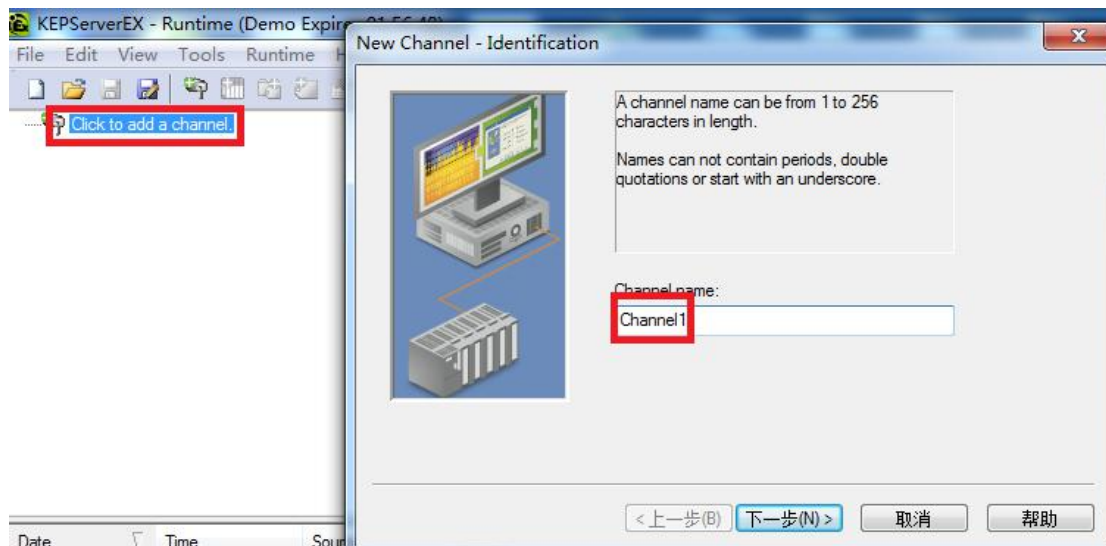 KEPServerEX - Runtime (Demo Expire
File Edit View Tools Runtime
Click to add a channel.
Date Time Sour
New Channel - Identification
A channel name can be from 1 to 256
characters in length.
Names can not contain periods, double
quotations or start with an underscore.
Channel name:
Channel1
<上一步(B) 下一步(N)> 取消 帮助